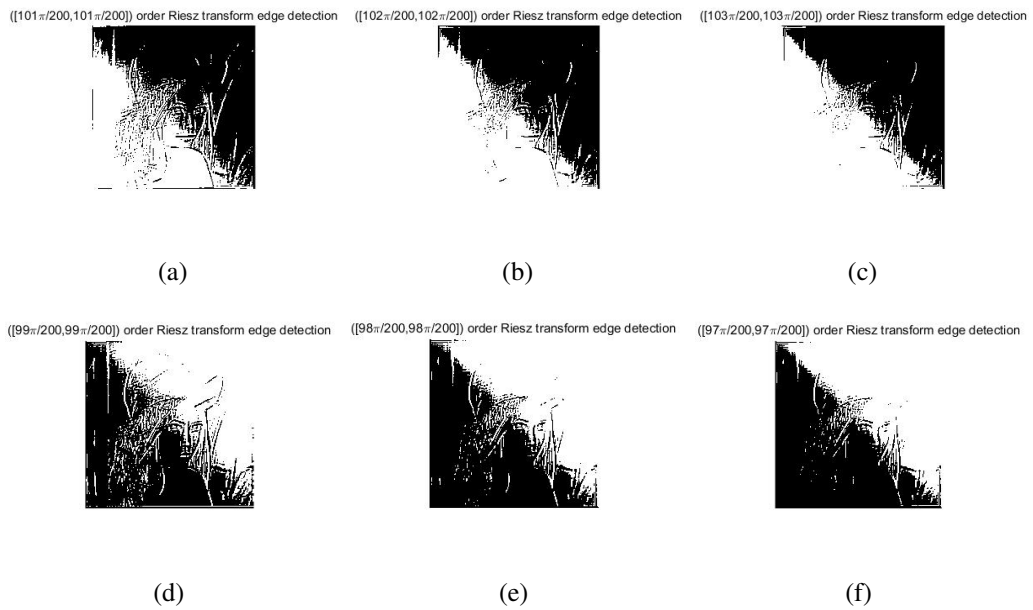 ([101π/200,101π/200]) order Riesz transform edge detection
([102π/200,102π/200]) order Riesz transform edge detection
([103π/200,103π/200]) order Riesz transform edge detection
(a)
(b)
(c)
([99π/200,99π/200]) order Riesz transform edge detection
([98π/200,98π/200]) order Riesz transform edge detection
([97π/200,97π/200]) order Riesz transform edge detection
(d)
(e)
(f)